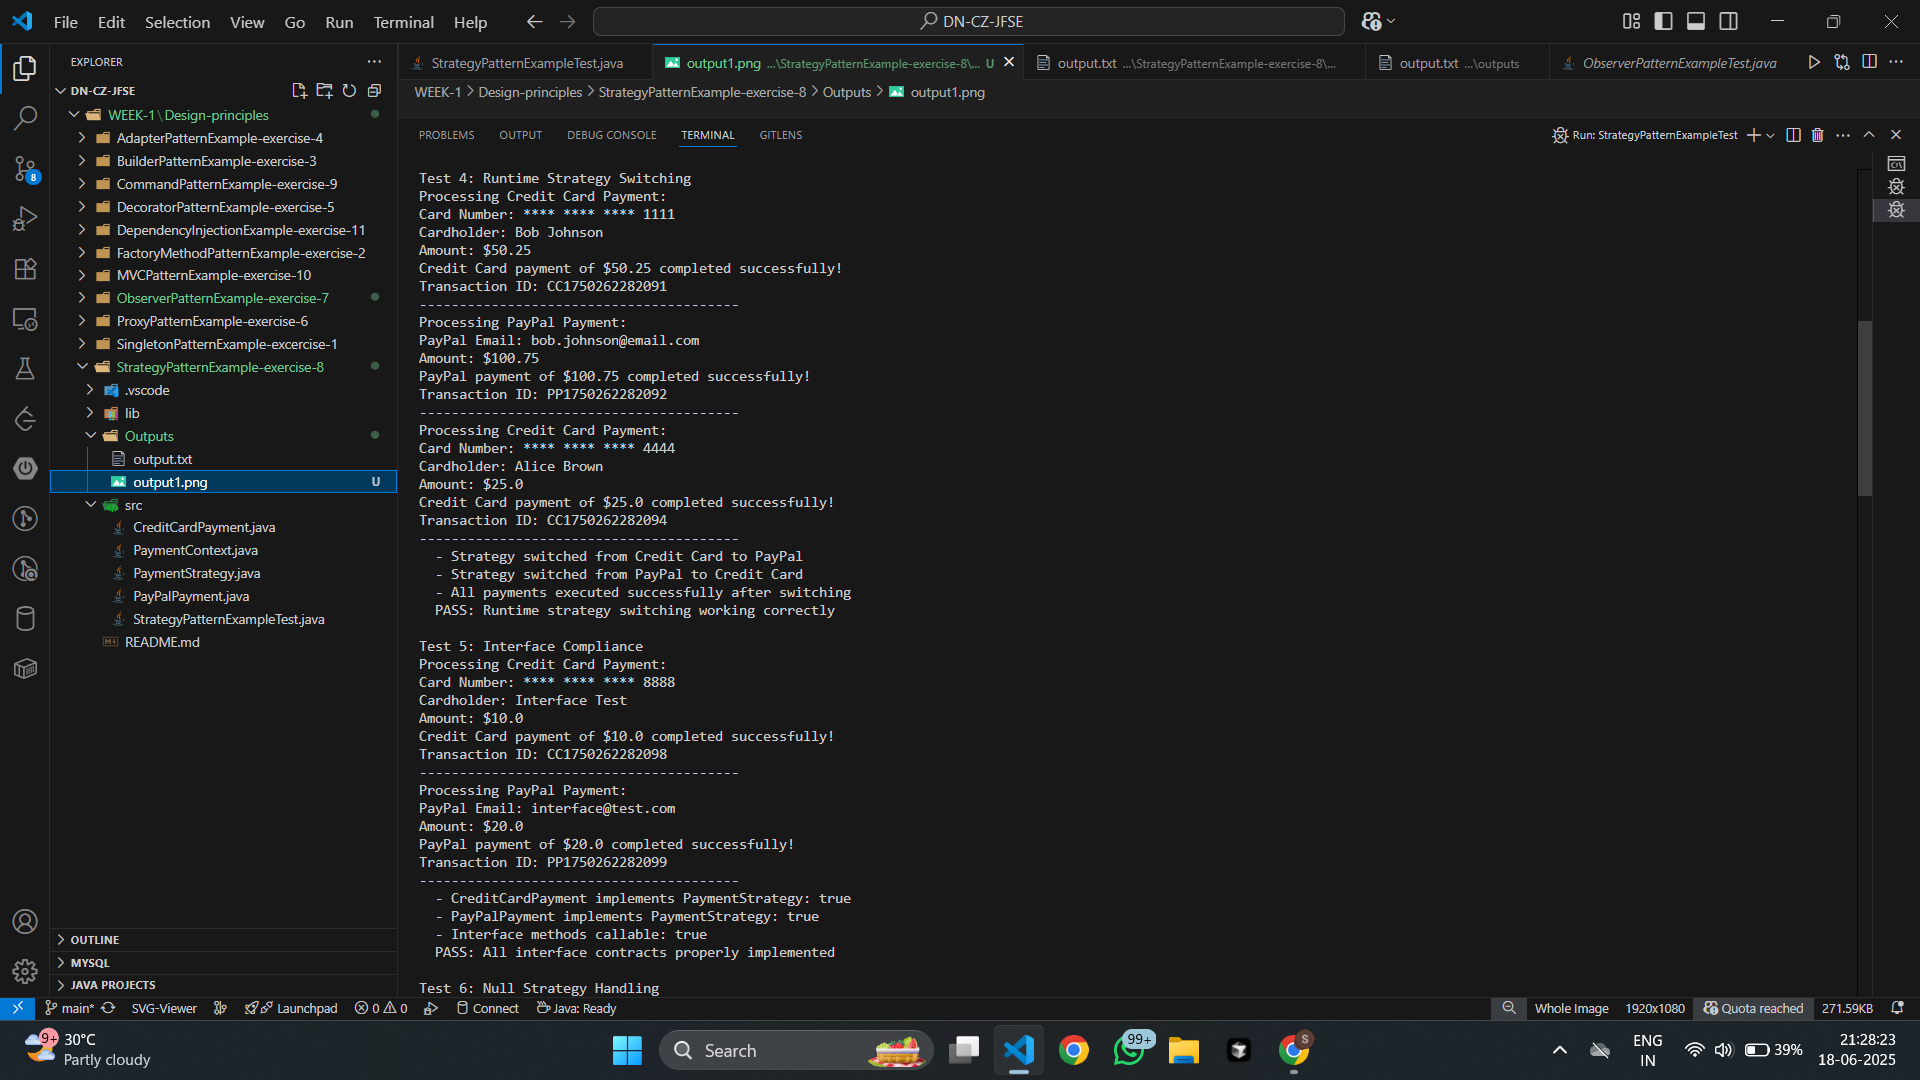 File Edit Selection View Go Run Terminal Help
DN-CZ-JFSE
EXPLORER
DN-CZ-JFSE
WEEK-1\Design-principles
AdapterPatternExample-exercise-4
BuilderPatternExample-exercise-3
CommandPatternExample-exercise-9
DecoratorPatternExample-exercise-5
DependencyInjectionExample-exercise-11
FactoryMethodPatternExample-exercise-2
MVCPatternExample-exercise-10
ObserverPatternExample-exercise-7
ProxyPatternExample-exercise-6
SingletonPatternExample-excercise-1
StrategyPatternExample-exercise-8
.vscode
lib
Outputs
output.txt
output1.png U
src
CreditCardPayment.java
PaymentContext.java
PaymentStrategy.java
PayPalPayment.java
StrategyPatternExampleTest.java
README.md
OUTLINE
MYSQL
JAVA PROJECTS
8
StrategyPatternExampleTest.java output1.png ...\StrategyPatternExample-exercise-8\... U output.txt ...\StrategyPatternExample-exercise-8\... output.txt ...\outputs ObserverPatternExampleTest.java
WEEK-1 > Design-principles > StrategyPatternExample-exercise-8 > Outputs > output1.png
PROBLEMS OUTPUT DEBUG CONSOLE TERMINAL GITLENS
Run: StrategyPatternExampleTest
Test 4: Runtime Strategy Switching
Processing Credit Card Payment:
Card Number: **** **** **** 1111
Cardholder: Bob Johnson
Amount: $50.25
Credit Card payment of $50.25 completed successfully!
Transaction ID: CC1750262282091
----------------------------------------
Processing PayPal Payment:
PayPal Email: bob.johnson@email.com
Amount: $100.75
PayPal payment of $100.75 completed successfully!
Transaction ID: PP1750262282092
----------------------------------------
Processing Credit Card Payment:
Card Number: **** **** **** 4444
Cardholder: Alice Brown
Amount: $25.0
Credit Card payment of $25.0 completed successfully!
Transaction ID: CC1750262282094
----------------------------------------
- Strategy switched from Credit Card to PayPal
- Strategy switched from PayPal to Credit Card
- All payments executed successfully after switching
PASS: Runtime strategy switching working correctly
Test 5: Interface Compliance
Processing Credit Card Payment:
Card Number: **** **** **** 8888
Cardholder: Interface Test
Amount: $10.0
Credit Card payment of $10.0 completed successfully!
Transaction ID: CC1750262282098
----------------------------------------
Processing PayPal Payment:
PayPal Email: interface@test.com
Amount: $20.0
PayPal payment of $20.0 completed successfully!
Transaction ID: PP1750262282099
----------------------------------------
- CreditCardPayment implements PaymentStrategy: true
- PayPalPayment implements PaymentStrategy: true
- Interface methods callable: true
PASS: All interface contracts properly implemented
Test 6: Null Strategy Handling
main* SVG-Viewer Launchpad 0 0 Connect Java: Ready Whole Image 1920x1080 Quota reached 271.59KB
9+ 30°C
Partly cloudy
Search
99+
S
ENG
IN
39%
21:28:23
18-06-2025